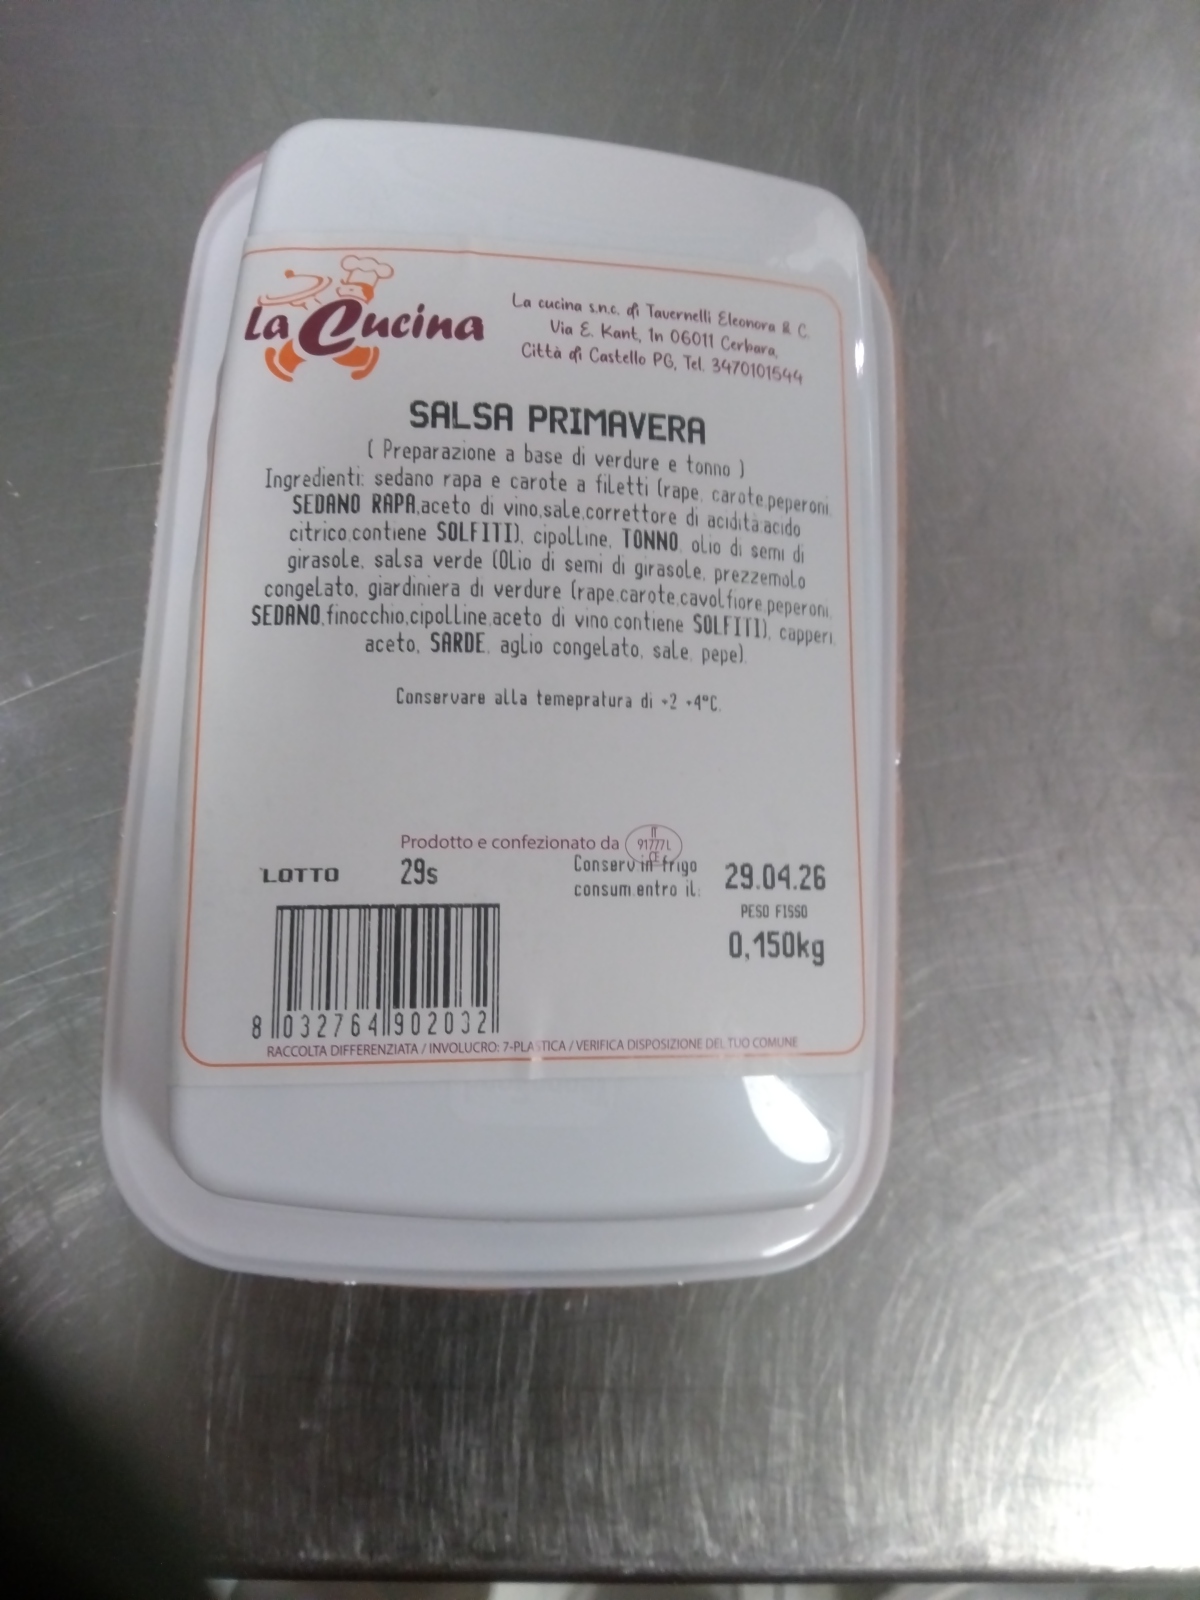 La Cucina
La cucina s.n.c. di Tavernelli Eleonora & C.
Via E. Kant, 1n 06011 Cerbara,
Città di Castello PG, Tel. 3470101544
SALSA PRIMAVERA
( Preparazione a base di verdure e tonno )
Ingredienti: sedano rapa e carote a filetti (rape, carote,peperoni,
SEDANO RAPA,aceto di vino,sale,correttore di acidità:acido
citrico,contiene SOLFITI), cipolline, TONNO, olio di semi di
girasole, salsa verde (Olio di semi di girasole, prezzemolo
congelato, giardiniera di verdure (rape,carote,cavolfiore,peperoni,
SEDANO,finocchio,cipolline,aceto di vino,contiene SOLFITI), capperi,
aceto, SARDE, aglio congelato, sale, pepe).
Conservare alla temepratura di +2 +4°C.
Prodotto e confezionato da IT 91777L CE
LOTTO 29s
Conserv.in frigo
consum.entro il: 29.04.26
PESO FISSO
0,150kg
8 032764 902032
RACCOLTA DIFFERENZIATA / INVOLUCRO: 7-PLASTICA / VERIFICA DISPOSIZIONE DEL TUO COMUNE